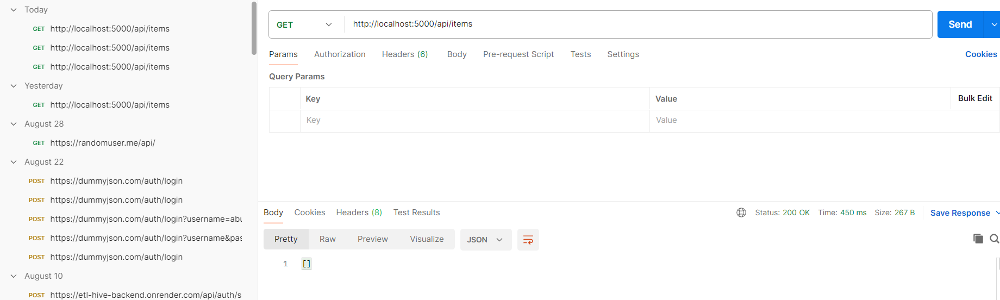 Today
GET http://localhost:5000/api/items
GET http://localhost:5000/api/items
GET http://localhost:5000/api/items
Yesterday
GET http://localhost:5000/api/items
August 28
GET https://randomuser.me/api/
August 22
POST https://dummyjson.com/auth/login
POST https://dummyjson.com/auth/login
POST https://dummyjson.com/auth/login?username=abu
POST https://dummyjson.com/auth/login?username&pas
POST https://dummyjson.com/auth/login
August 10
POST https://etl-hive-backend.onrender.com/api/auth/s
GET http://localhost:5000/api/items Send
Params Authorization Headers (6) Body Pre-request Script Tests Settings Cookies
Query Params
Key Value Bulk Edit
Key Value
Body Cookies Headers (8) Test Results Status: 200 OK Time: 450 ms Size: 267 B Save Response
Pretty Raw Preview Visualize JSON
1 []